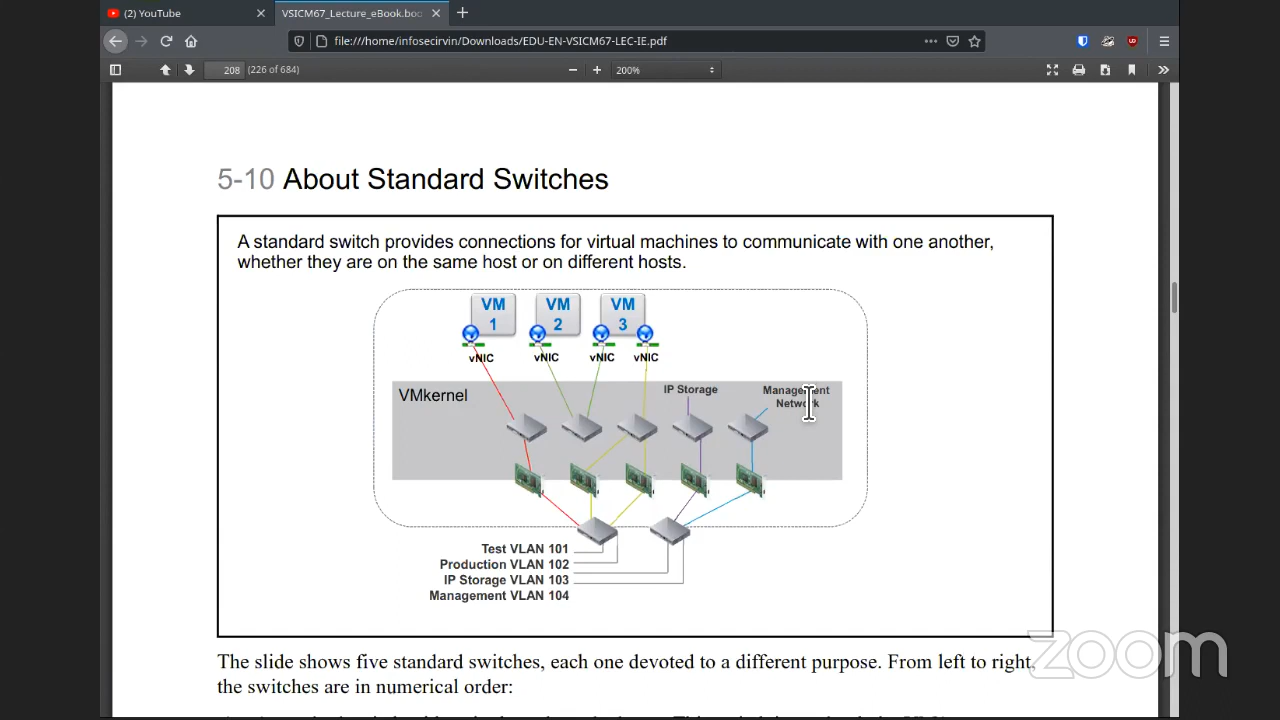 (2) YouTube
VSICM67_Lecture_eBook.boo
file:///home/infosecirvin/Downloads/EDU-EN-VSICM67-LEC-IE.pdf
208 (226 of 684)
200%
5-10 About Standard Switches
A standard switch provides connections for virtual machines to communicate with one another,
whether they are on the same host or on different hosts.
VM 1
VM 2
VM 3
vNIC vNIC vNIC vNIC
VMkernel
IP Storage
Management
Network
Test VLAN 101
Production VLAN 102
IP Storage VLAN 103
Management VLAN 104
The slide shows five standard switches, each one devoted to a different purpose. From left to right,
the switches are in numerical order:
zoom